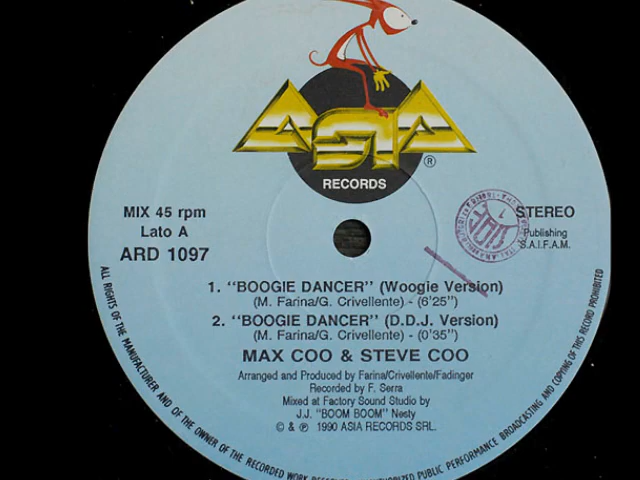 ASIA
®
RECORDS
MIX 45 rpm
Lato A
ARD 1097
STEREO
Publishing
S.A.I.F.A.M.
1. "BOOGIE DANCER" (Woogie Version)
(M. Farina/G. Crivellente) - (6'25")
2. "BOOGIE DANCER" (D.D.J. Version)
(M. Farina/G. Crivellente) - (0'35")
MAX COO & STEVE COO
Arranged and Produced by Farina/Crivellente/Fadinger
Recorded by F. Serra
Mixed at Factory Sound Studio by
J.J. "BOOM BOOM" Nesty
© & ℗ 1990 ASIA RECORDS SRL.
ALL RIGHTS OF THE MANUFACTURER AND OF THE OWNER OF THE RECORDED WORK PUBLIC PERFORMANCE BROADCASTING AND COPYING OF THIS RECORD PROHIBITED